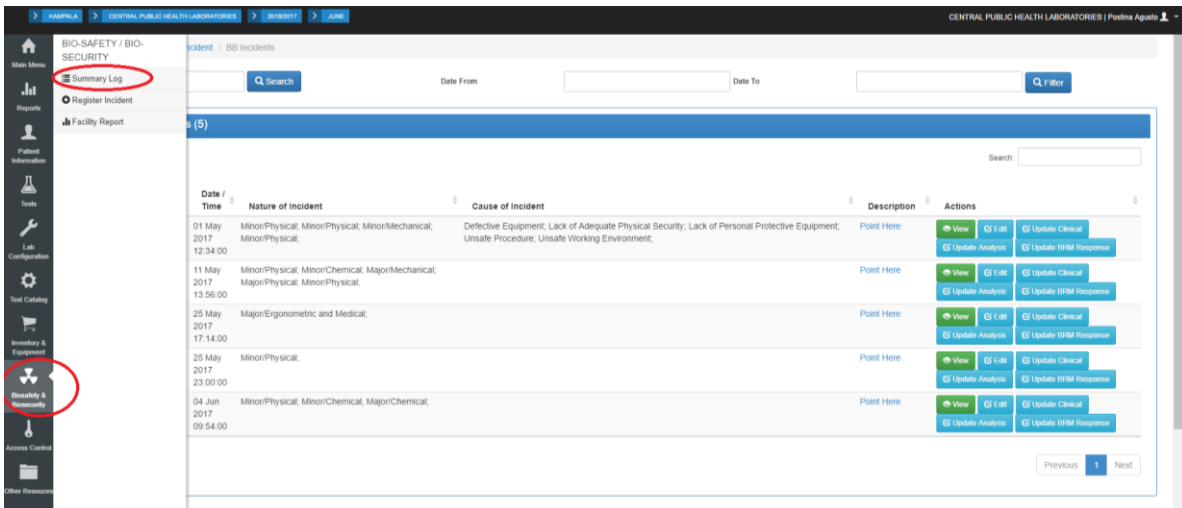 KAMPALA CENTRAL PUBLIC HEALTH LABORATORIES 2016/2017 JUNE CENTRAL PUBLIC HEALTH LABORATORIES | Postina Agusto
Main Menu
Reports
Patient
Information
Tests
Lab
Configuration
Test Catalog
Inventory &
Equipment
Biosafety &
Biosecurity
Access Control
Other Resouces
BIO-SAFETY / BIO-
SECURITY
Summary Log
Register Incident
Facility Report
ncident / BB Incidents
Search Date From Date To Filter
s (5)
Search:
Date /
Time Nature of Incident Cause of Incident Description Actions
01 May
2017
12:34:00
Minor/Physical; Minor/Physical; Minor/Mechanical;
Minor/Physical;
Defective Equipment; Lack of Adequate Physical Security; Lack of Personal Protective Equipment;
Unsafe Procedure; Unsafe Working Environment;
Point Here
View Edit Update Clinical
Update Analysis Update BRM Response
11 May
2017
13:56:00
Minor/Physical; Minor/Chemical; Major/Mechanical;
Major/Physical; Minor/Physical;
Point Here
View Edit Update Clinical
Update Analysis Update BRM Response
25 May
2017
17:14:00
Major/Ergonometric and Medical;
Point Here
View Edit Update Clinical
Update Analysis Update BRM Response
25 May
2017
23:00:00
Minor/Physical;
Point Here
View Edit Update Clinical
Update Analysis Update BRM Response
04 Jun
2017
09:54:00
Minor/Physical; Minor/Chemical; Major/Chemical;
Point Here
View Edit Update Clinical
Update Analysis Update BRM Response
Previous 1 Next